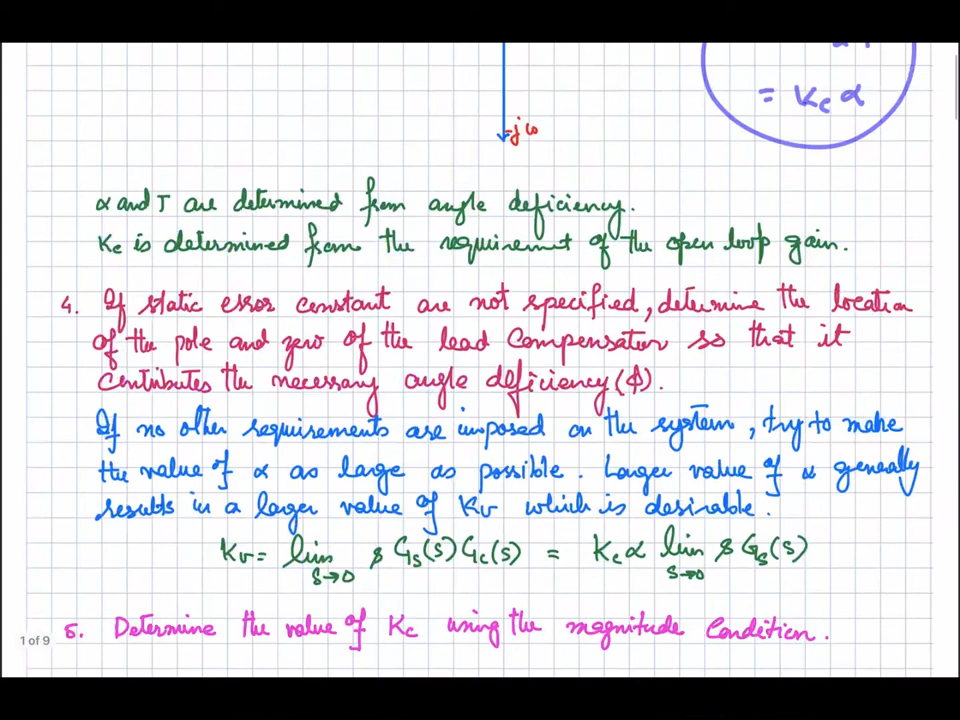 = Kc α
-jω
α and T are determined from angle deficiency.
Kc is determined from the requirement of the open loop gain.
4. If static error constant are not specified, determine the location
of the pole and zero of the lead Compensator so that it
contributes the necessary angle deficiency (ϕ).
If no other requirements are imposed on the system, try to make
the value of α as large as possible. Larger value of α generally
results in a larger value of Kv which is desirable.
Kv = lim s→0 s Gs(s) Gc(s) = Kc α lim s→0 s Gs(s)
5. Determine the value of Kc using the magnitude Condition.
1 of 9